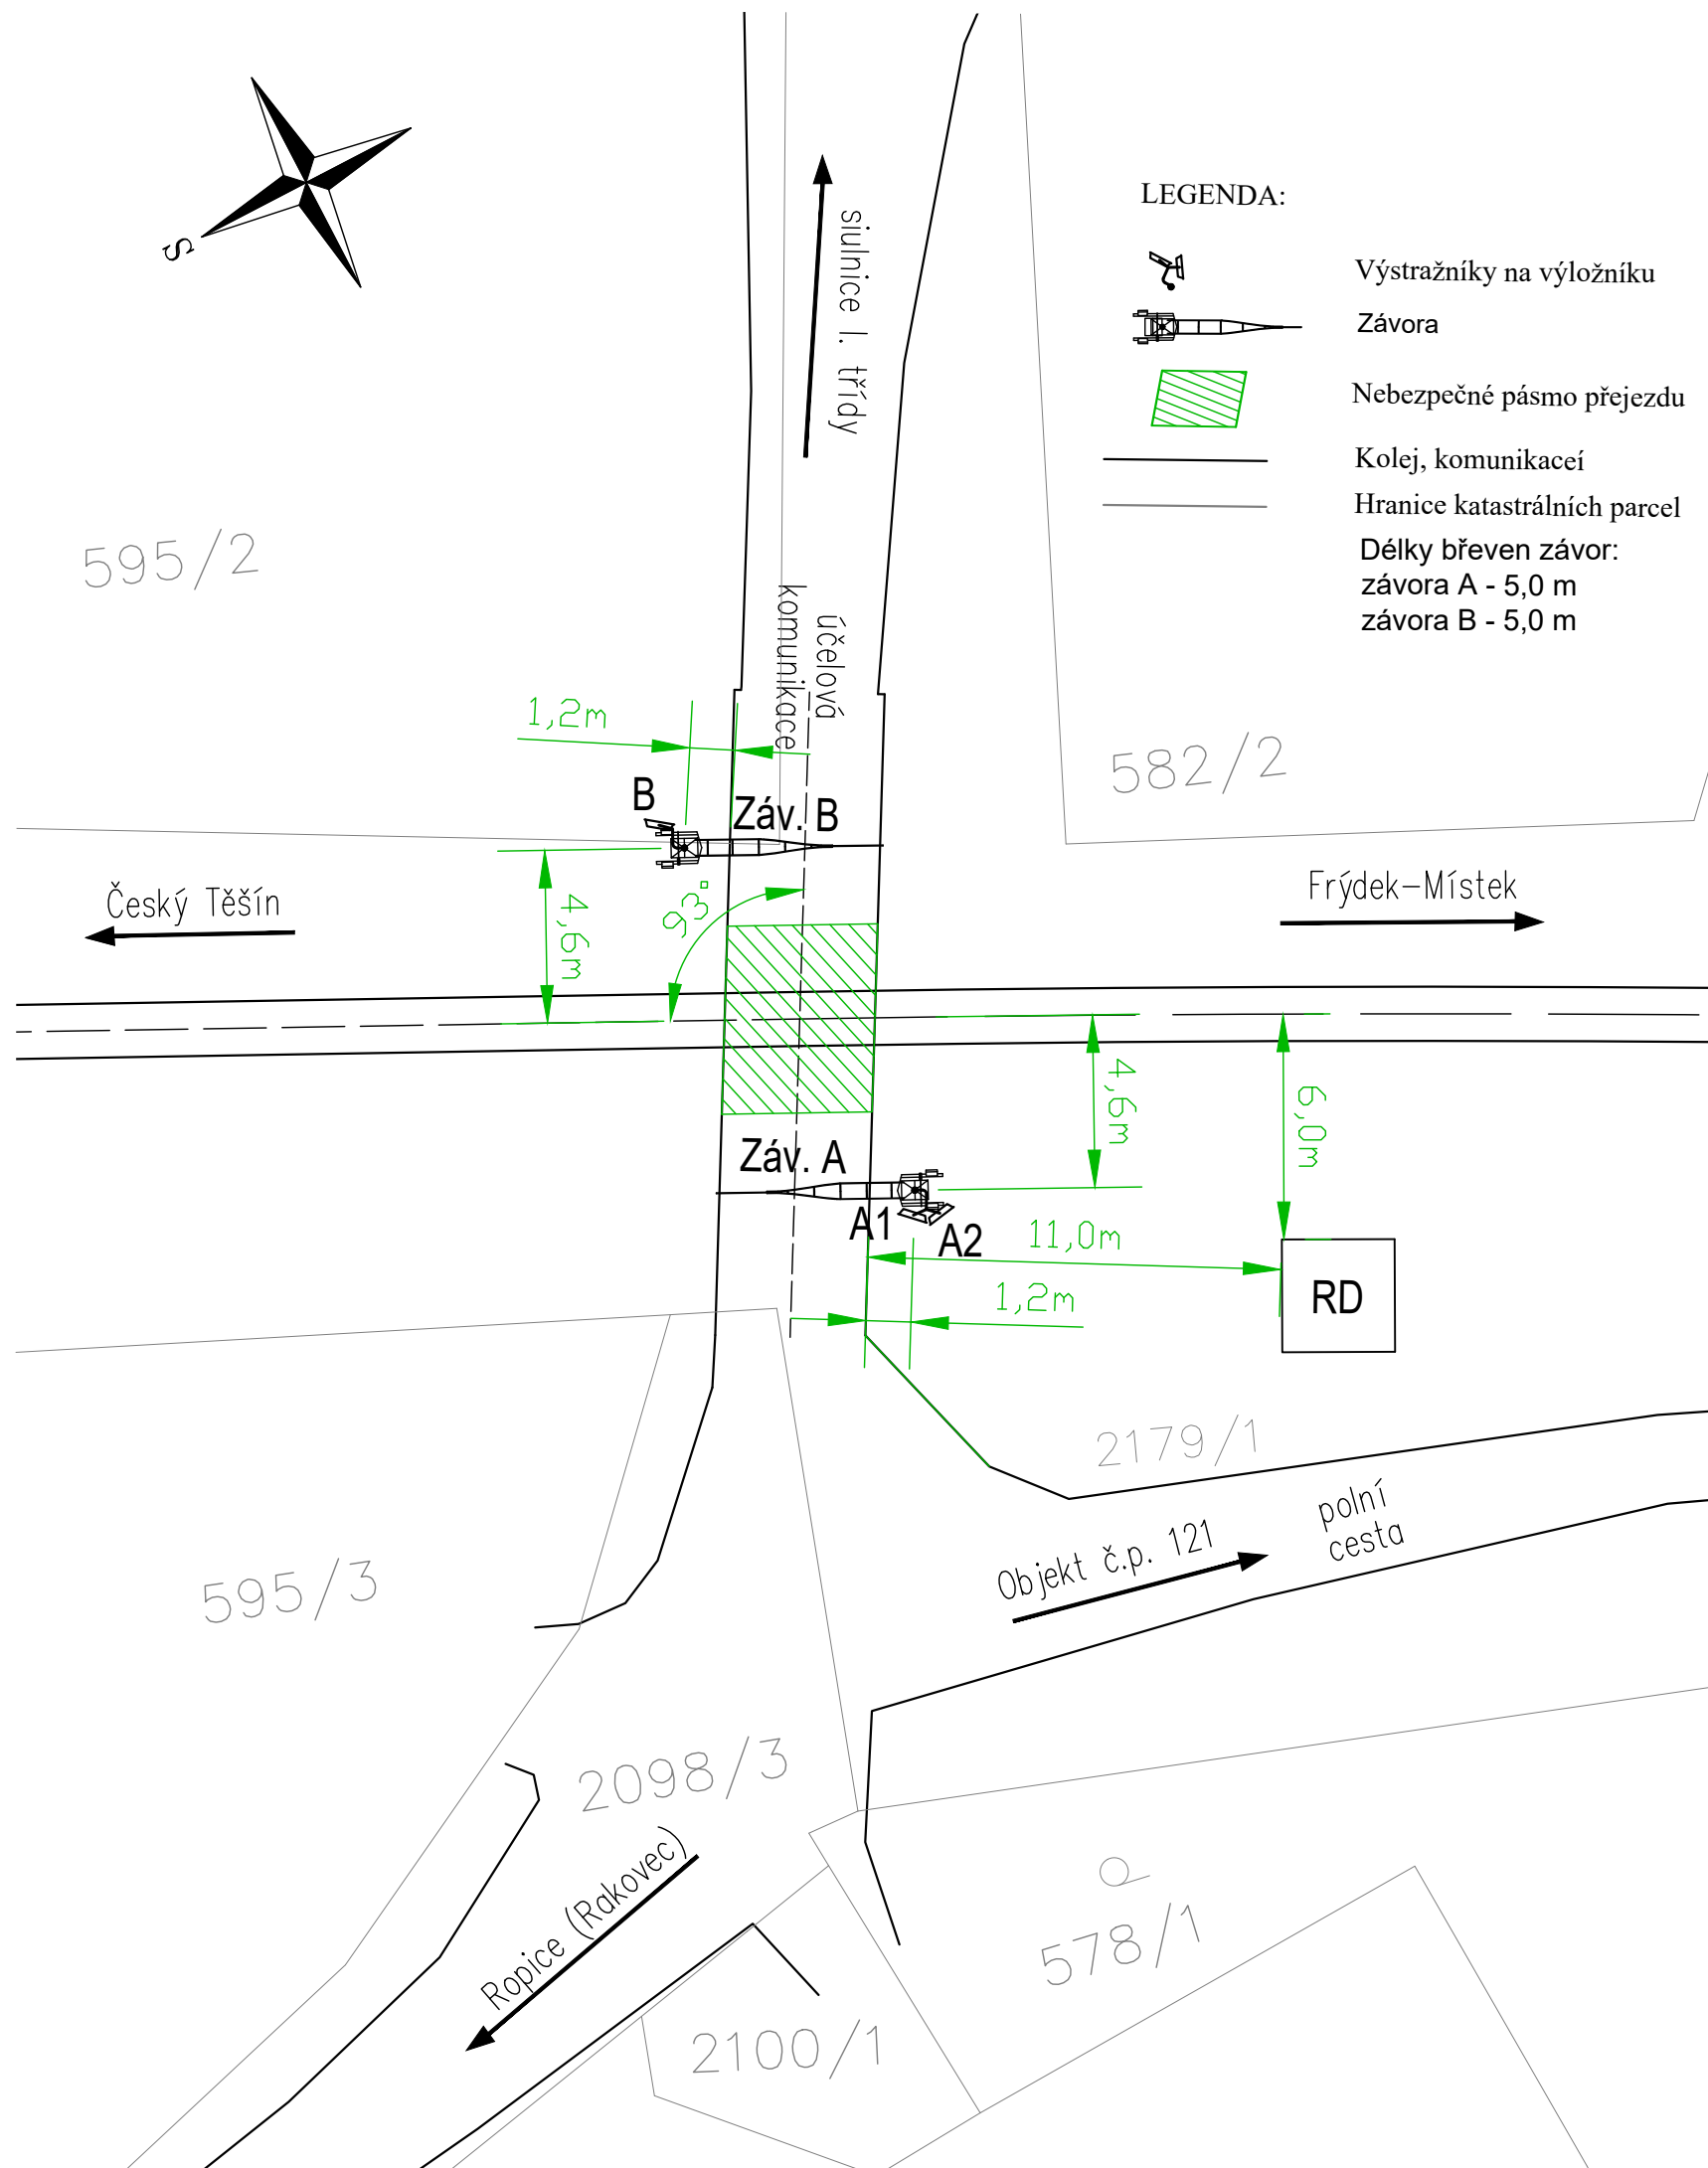 S
LEGENDA:
Výstražníky na výložníku
Závora
Nebezpečné pásmo přejezdu
Kolej, komunikaceí
Hranice katastrálních parcel
Délky břeven závor:
závora A - 5,0 m
závora B - 5,0 m
siulnice I. třídy
595/2
účelová
komunikace
1,2m
582/2
B
Záv. B
Český Těšín
4,6m
93°
Frýdek-Místek
4,6m
6,0m
Záv. A
A1
A2
11,0m
1,2m
RD
2179/1
polní
cesta
Objekt č.p. 121
595/3
2098/3
Ropice (Rakovec)
578/1
2100/1